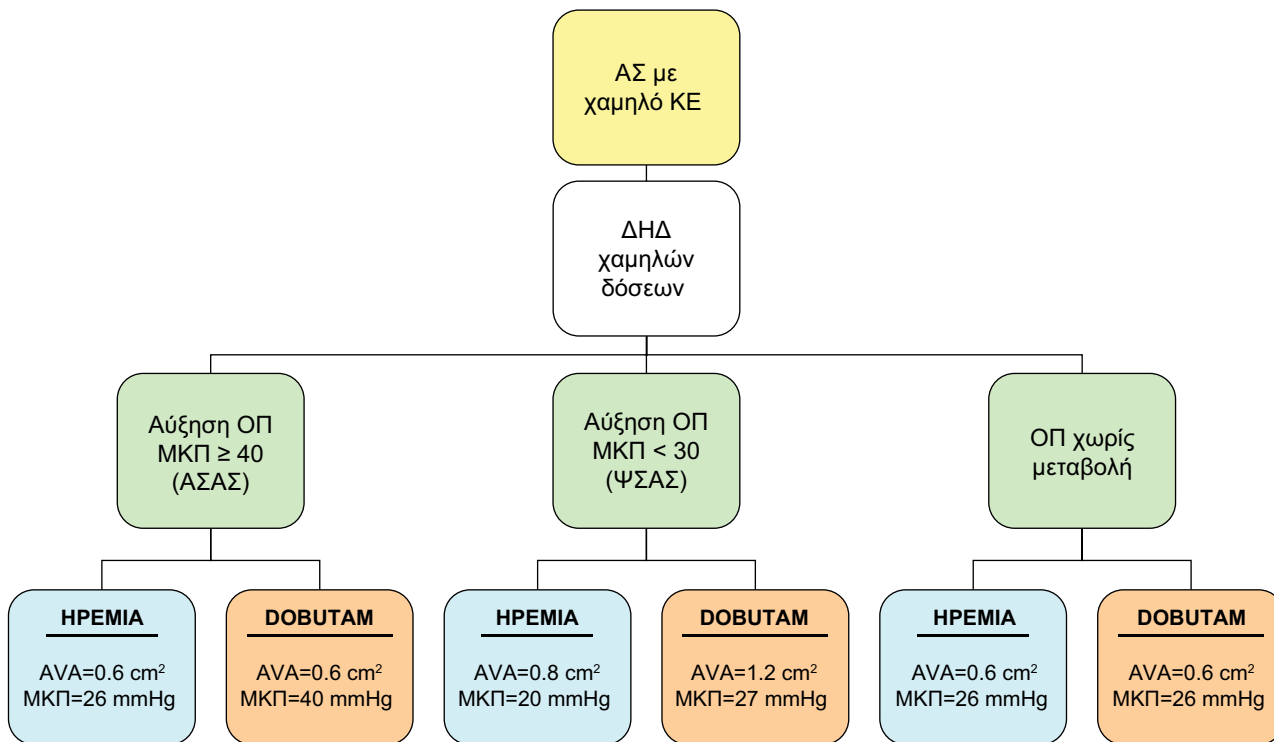 ΑΣ με
χαμηλό ΚΕ
ΔΗΔ
χαμηλών
δόσεων
Αύξηση ΟΠ
ΜΚΠ ≥ 40
(ΑΣΑΣ)
Αύξηση ΟΠ
ΜΚΠ < 30
(ΨΣΑΣ)
ΟΠ χωρίς
μεταβολή
ΗΡΕΜΙΑ
AVA=0.6 cm²
ΜΚΠ=26 mmHg
DOBUTAM
AVA=0.6 cm²
ΜΚΠ=40 mmHg
ΗΡΕΜΙΑ
AVA=0.8 cm²
ΜΚΠ=20 mmHg
DOBUTAM
AVA=1.2 cm²
ΜΚΠ=27 mmHg
ΗΡΕΜΙΑ
AVA=0.6 cm²
ΜΚΠ=26 mmHg
DOBUTAM
AVA=0.6 cm²
ΜΚΠ=26 mmHg